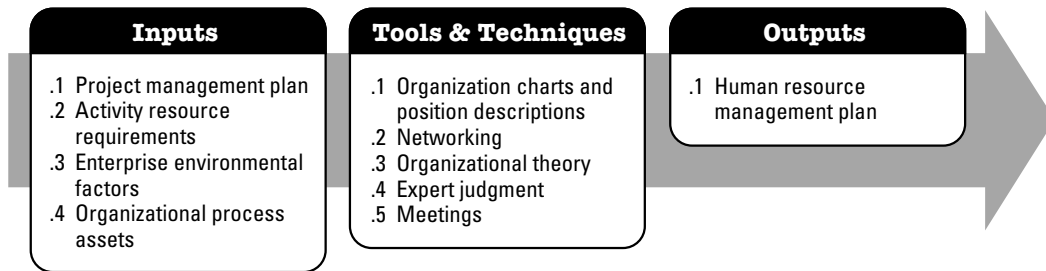 Inputs
.1 Project management plan
.2 Activity resource
requirements
.3 Enterprise environmental
factors
.4 Organizational process
assets
Tools & Techniques
.1 Organization charts and
position descriptions
.2 Networking
.3 Organizational theory
.4 Expert judgment
.5 Meetings
Outputs
.1 Human resource
management plan